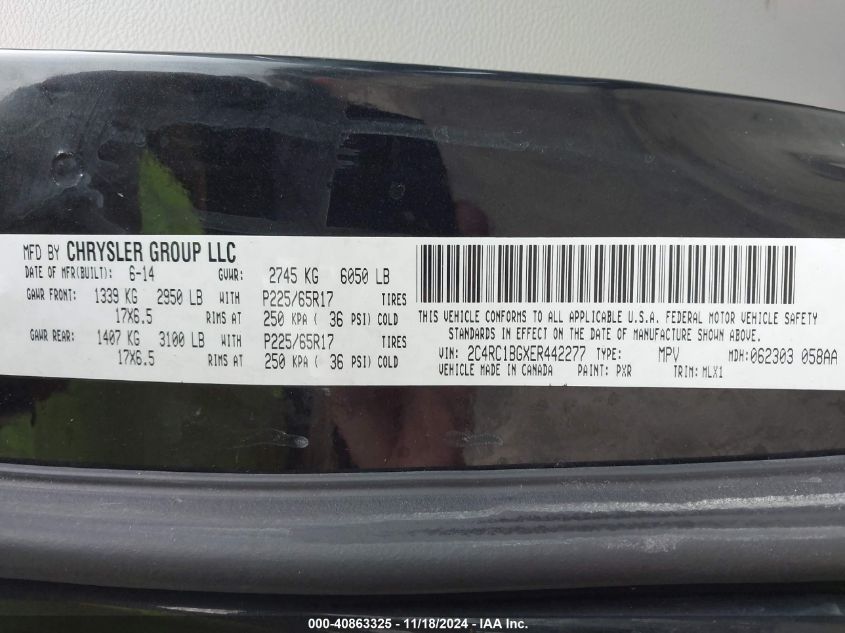 MFD BY CHRYSLER GROUP LLC
DATE OF MFR(BUILT): 6-14 GVWR: 2745 KG 6050 LB
GAWR FRONT: 1339 KG 2950 LB WITH P225/65R17 TIRES
17X6.5 RIMS AT 250 KPA ( 36 PSI) COLD
GAWR REAR: 1407 KG 3100 LB WITH P225/65R17 TIRES
17X6.5 RIMS AT 250 KPA ( 36 PSI) COLD
THIS VEHICLE CONFORMS TO ALL APPLICABLE U.S.A. FEDERAL MOTOR VEHICLE SAFETY
STANDARDS IN EFFECT ON THE DATE OF MANUFACTURE SHOWN ABOVE.
VIN: 2C4RC1BGXER442277 TYPE: MPV MDH:062303 058AA
VEHICLE MADE IN CANADA PAINT: PXR TRIM:MLX1
000-40863325 - 11/18/2024 - IAA Inc.